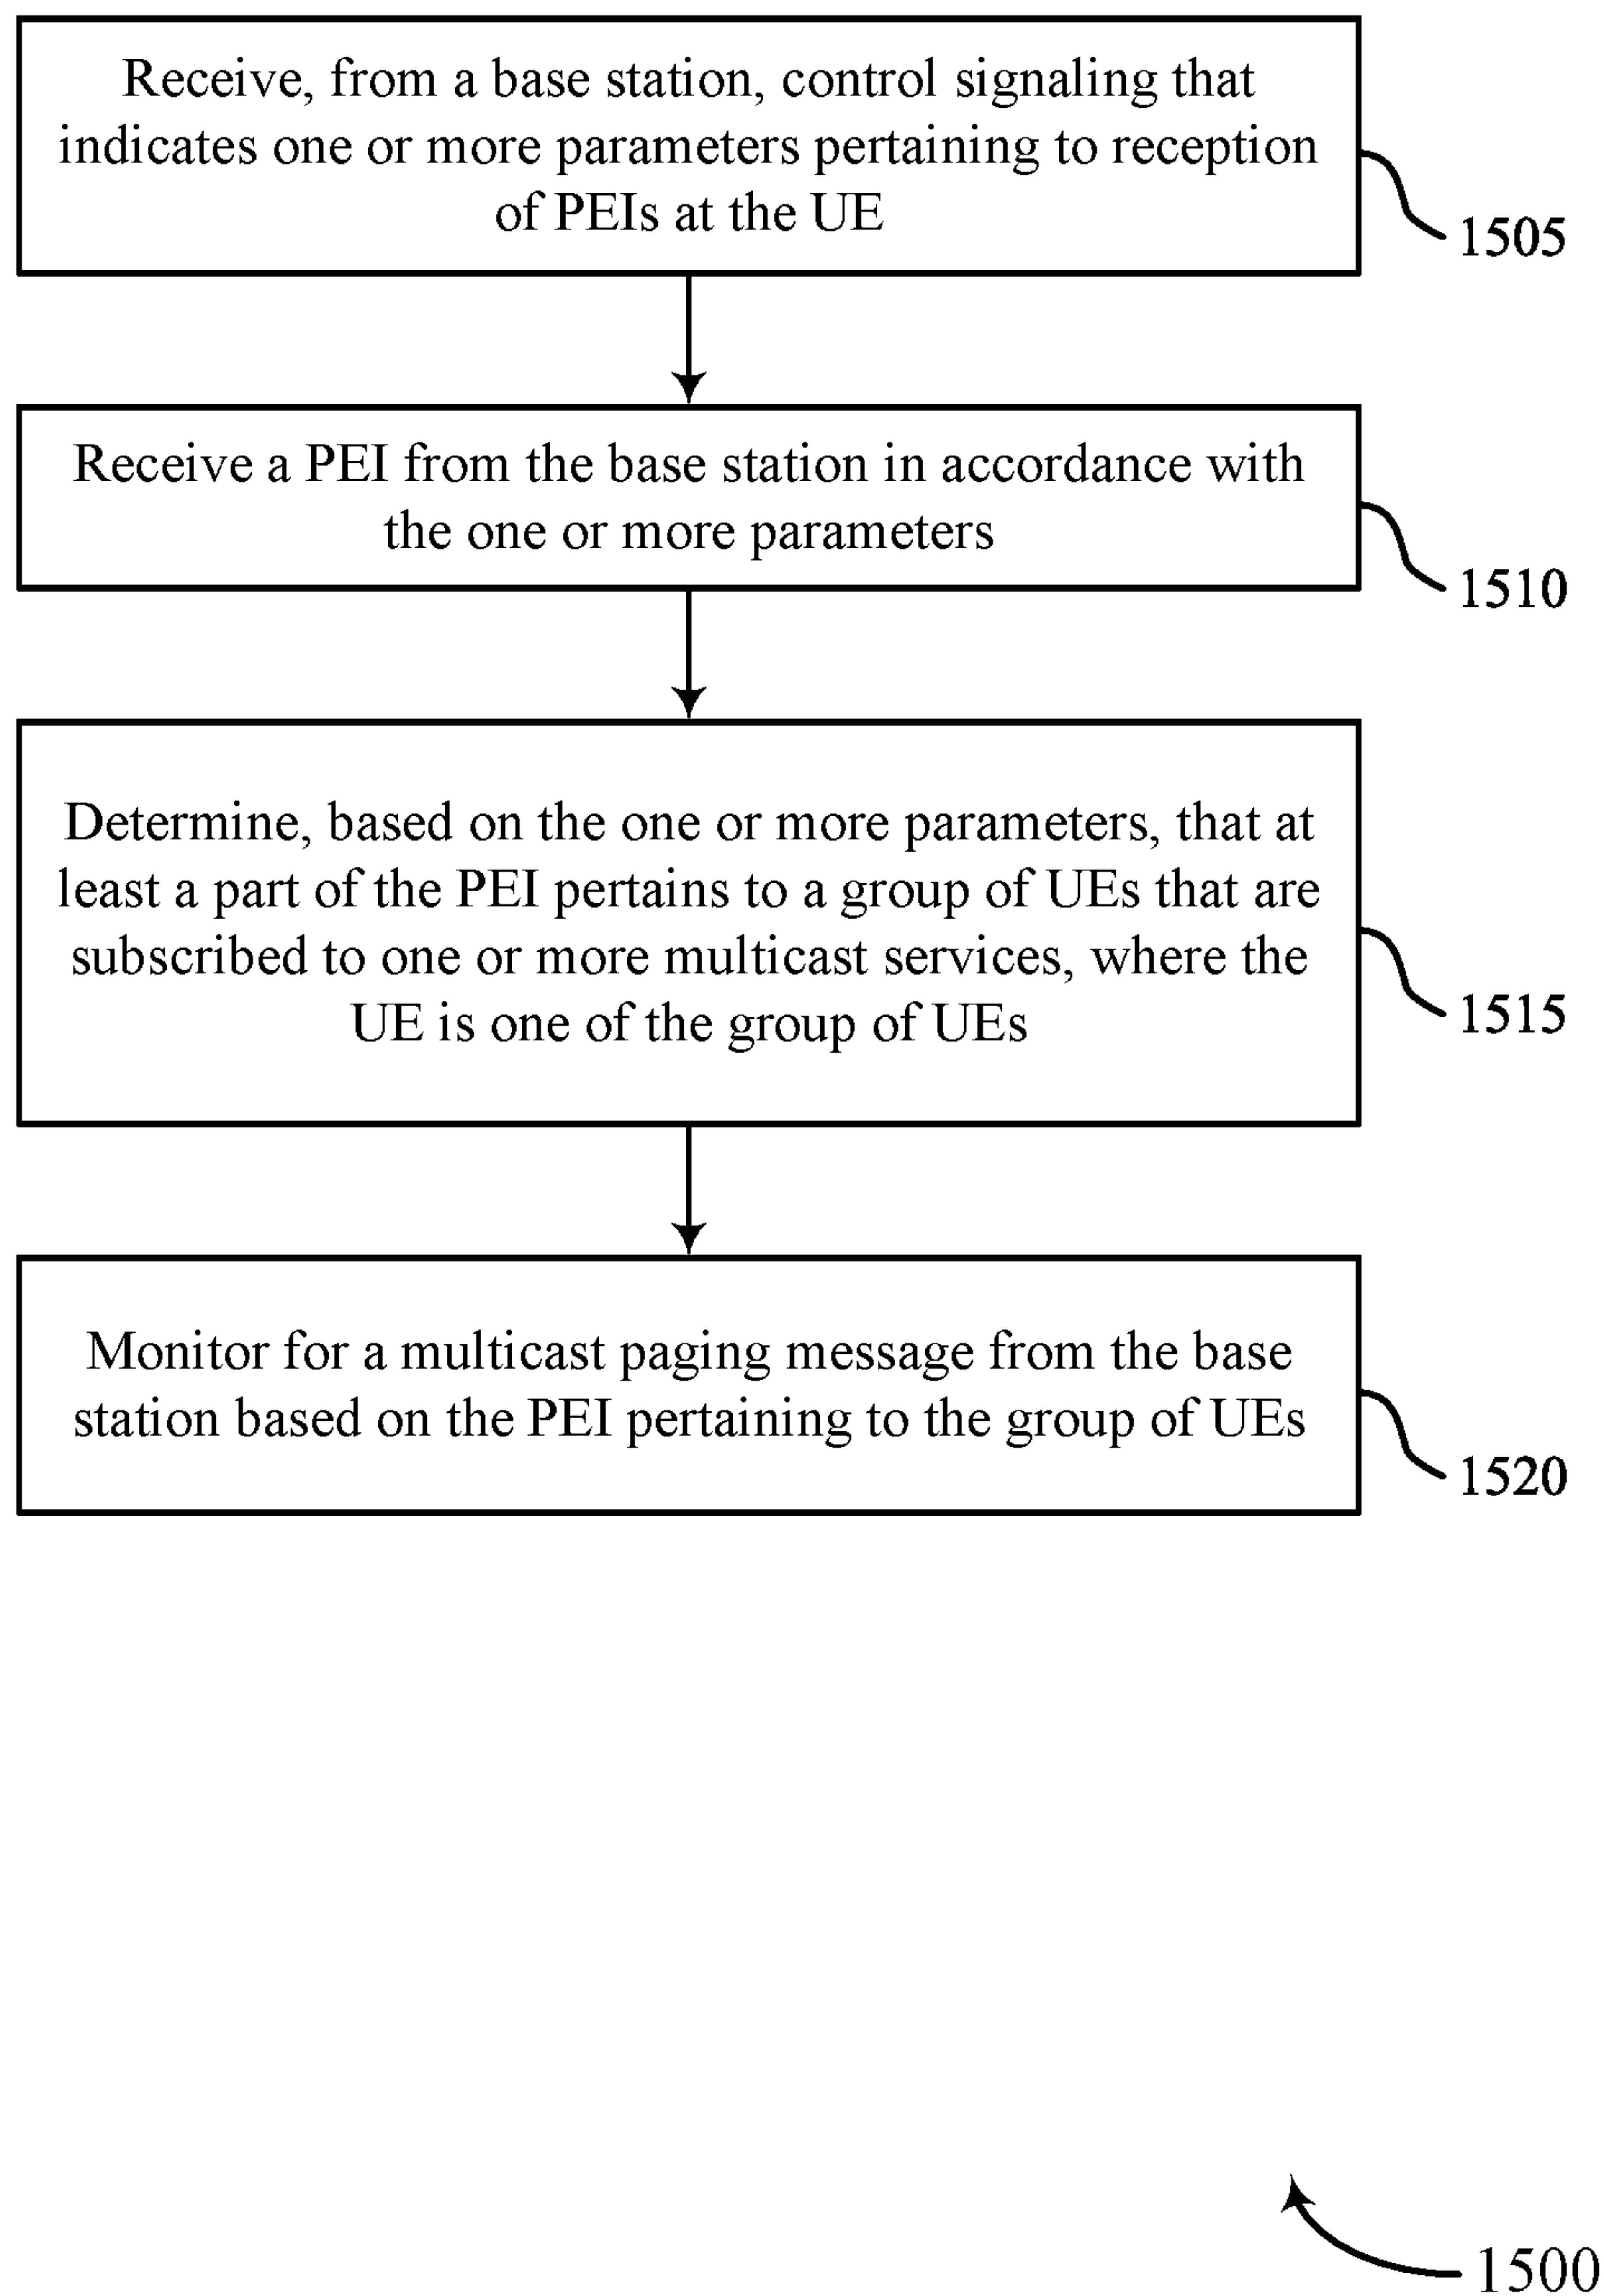 Receive, from a base station, control signaling that
indicates one or more parameters pertaining to reception
of PEIs at the UE
1505
Receive a PEI from the base station in accordance with
the one or more parameters
1510
Determine, based on the one or more parameters, that at
least a part of the PEI pertains to a group of UEs that are
subscribed to one or more multicast services, where the
UE is one of the group of UEs
1515
Monitor for a multicast paging message from the base
station based on the PEI pertaining to the group of UEs
1520
1500